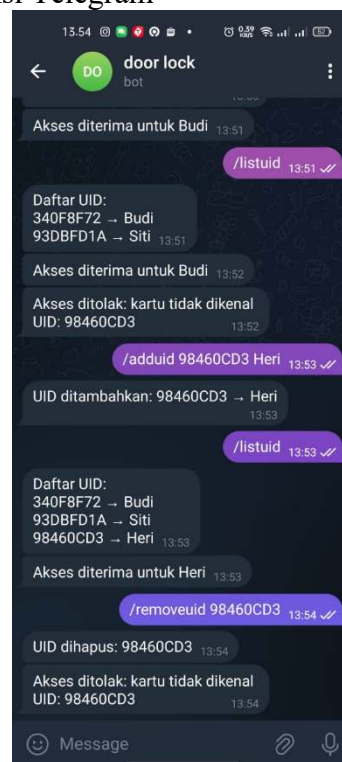 si Telegram
13.54
0.39 KB/S
52
DO
door lock
bot
Akses diterima untuk Budi 13:51
/listuid 13:51
Daftar UID:
340F8F72 → Budi
93DBFD1A → Siti 13:51
Akses diterima untuk Budi 13:52
Akses ditolak: kartu tidak dikenal
UID: 98460CD3 13:52
/adduid 98460CD3 Heri 13:53
UID ditambahkan: 98460CD3 → Heri
13:53
/listuid 13:53
Daftar UID:
340F8F72 → Budi
93DBFD1A → Siti
98460CD3 → Heri 13:53
Akses diterima untuk Heri 13:53
/removeuid 98460CD3 13:54
UID dihapus: 98460CD3 13:54
Akses ditolak: kartu tidak dikenal
UID: 98460CD3 13:54
Message